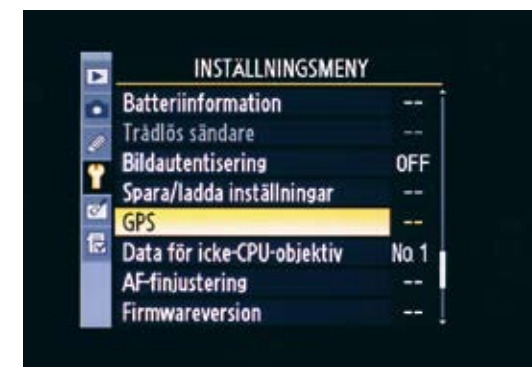 INSTÄLLNINGSMENY
Batteriinformation --
Trådlös sändare --
Bildautentisering OFF
Spara/ladda inställningar --
GPS --
Data för icke-CPU-objektiv No. 1
AF-finjustering --
Firmwareversion --